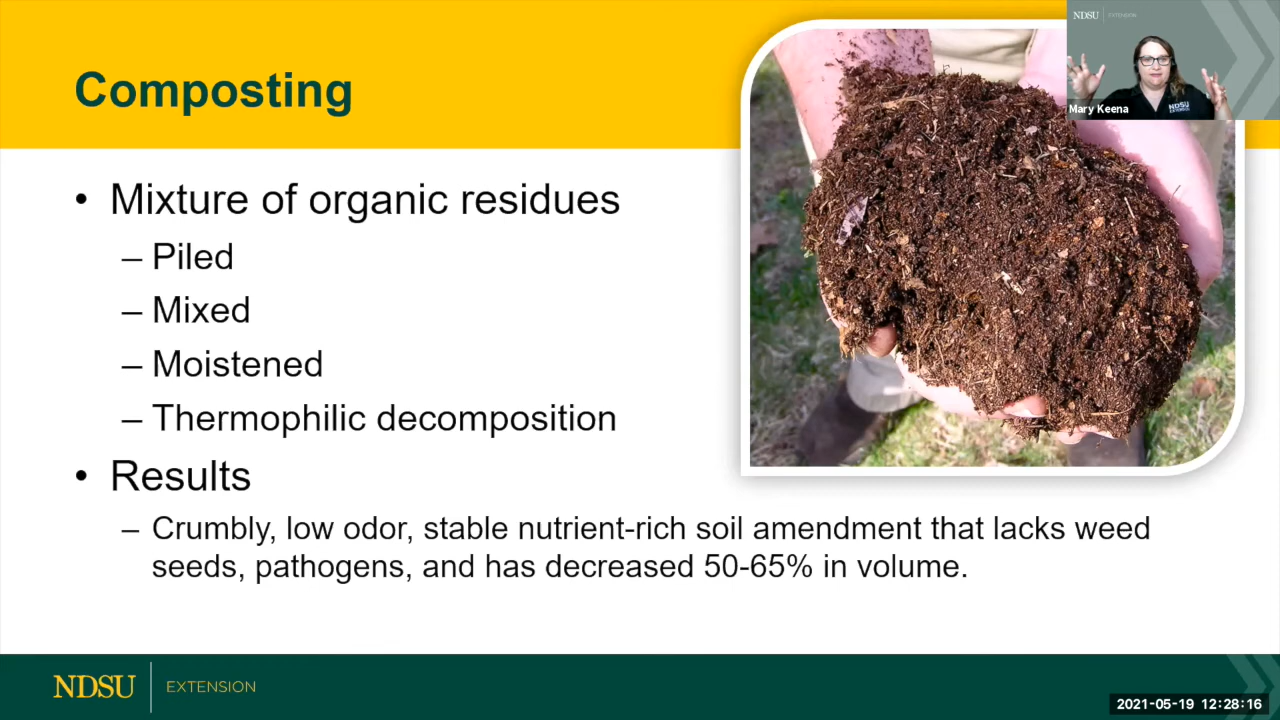 Composting
NDSU EXTENSION
Mary Keena
NDSU
EXTENSION
• Mixture of organic residues
– Piled
– Mixed
– Moistened
– Thermophilic decomposition
• Results
– Crumbly, low odor, stable nutrient-rich soil amendment that lacks weed
seeds, pathogens, and has decreased 50-65% in volume.
NDSU EXTENSION
2021-05-19 12:28:16